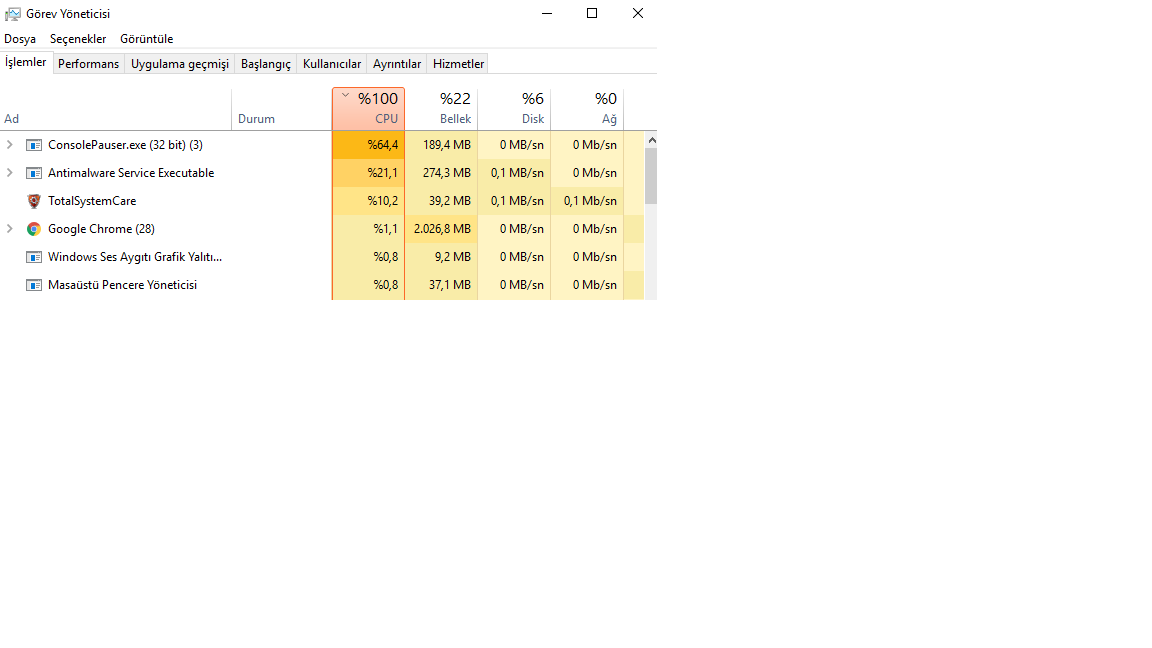 Görev Yöneticisi
Dosya Seçenekler Görüntüle
İşlemler Performans Uygulama geçmişi Başlangıç Kullanıcılar Ayrıntılar Hizmetler
%100 %22 %6 %0
Ad Durum CPU Bellek Disk Ağ
ConsolePauser.exe (32 bit) (3) %64,4 189,4 MB 0 MB/sn 0 Mb/sn
Antimalware Service Executable %21,1 274,3 MB 0,1 MB/sn 0 Mb/sn
TotalSystemCare %10,2 39,2 MB 0,1 MB/sn 0,1 Mb/sn
Google Chrome (28) %1,1 2.026,8 MB 0 MB/sn 0 Mb/sn
Windows Ses Aygıtı Grafik Yalıtı... %0,8 9,2 MB 0 MB/sn 0 Mb/sn
Masaüstü Pencere Yöneticisi %0,8 37,1 MB 0 MB/sn 0 Mb/sn